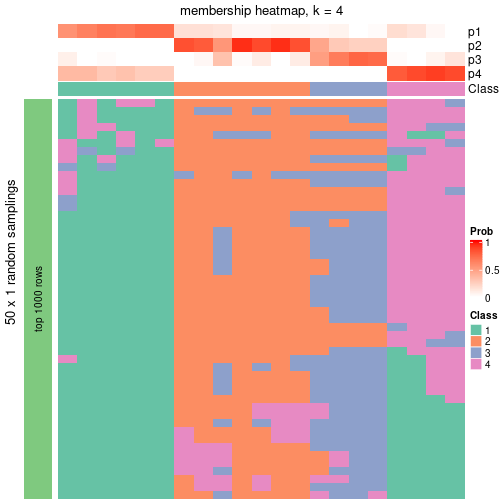 membership heatmap, k = 4
p1
p2
p3
p4
Class
50 x 1 random samplings
top 1000 rows
Prob
1
0.5
0
Class
1
2
3
4